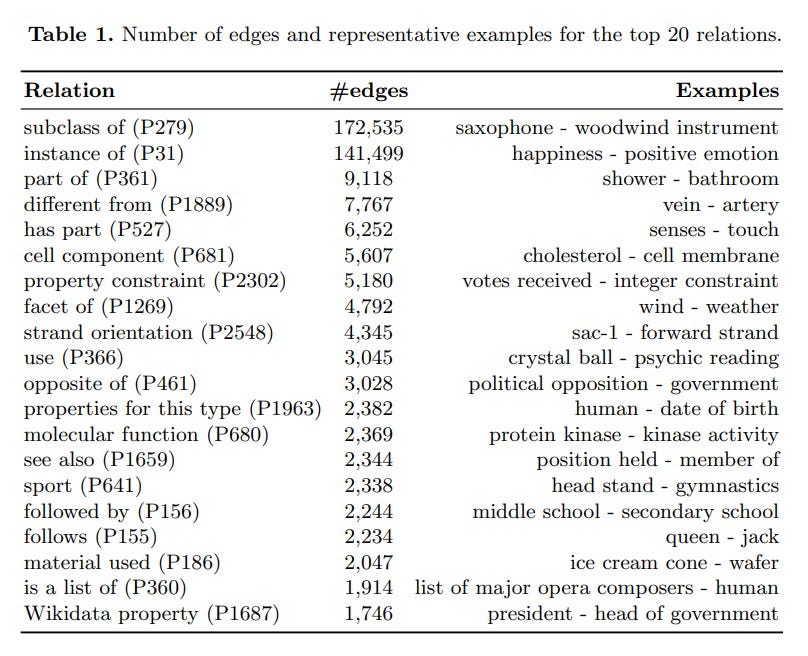 Table 1. Number of edges and representative examples for the top 20 relations.
Relation #edges Examples
subclass of (P279) 172,535 saxophone - woodwind instrument
instance of (P31) 141,499 happiness - positive emotion
part of (P361) 9,118 shower - bathroom
different from (P1889) 7,767 vein - artery
has part (P527) 6,252 senses - touch
cell component (P681) 5,607 cholesterol - cell membrane
property constraint (P2302) 5,180 votes received - integer constraint
facet of (P1269) 4,792 wind - weather
strand orientation (P2548) 4,345 sac-1 - forward strand
use (P366) 3,045 crystal ball - psychic reading
opposite of (P461) 3,028 political opposition - government
properties for this type (P1963) 2,382 human - date of birth
molecular function (P680) 2,369 protein kinase - kinase activity
see also (P1659) 2,344 position held - member of
sport (P641) 2,338 head stand - gymnastics
followed by (P156) 2,244 middle school - secondary school
follows (P155) 2,234 queen - jack
material used (P186) 2,047 ice cream cone - wafer
is a list of (P360) 1,914 list of major opera composers - human
Wikidata property (P1687) 1,746 president - head of government